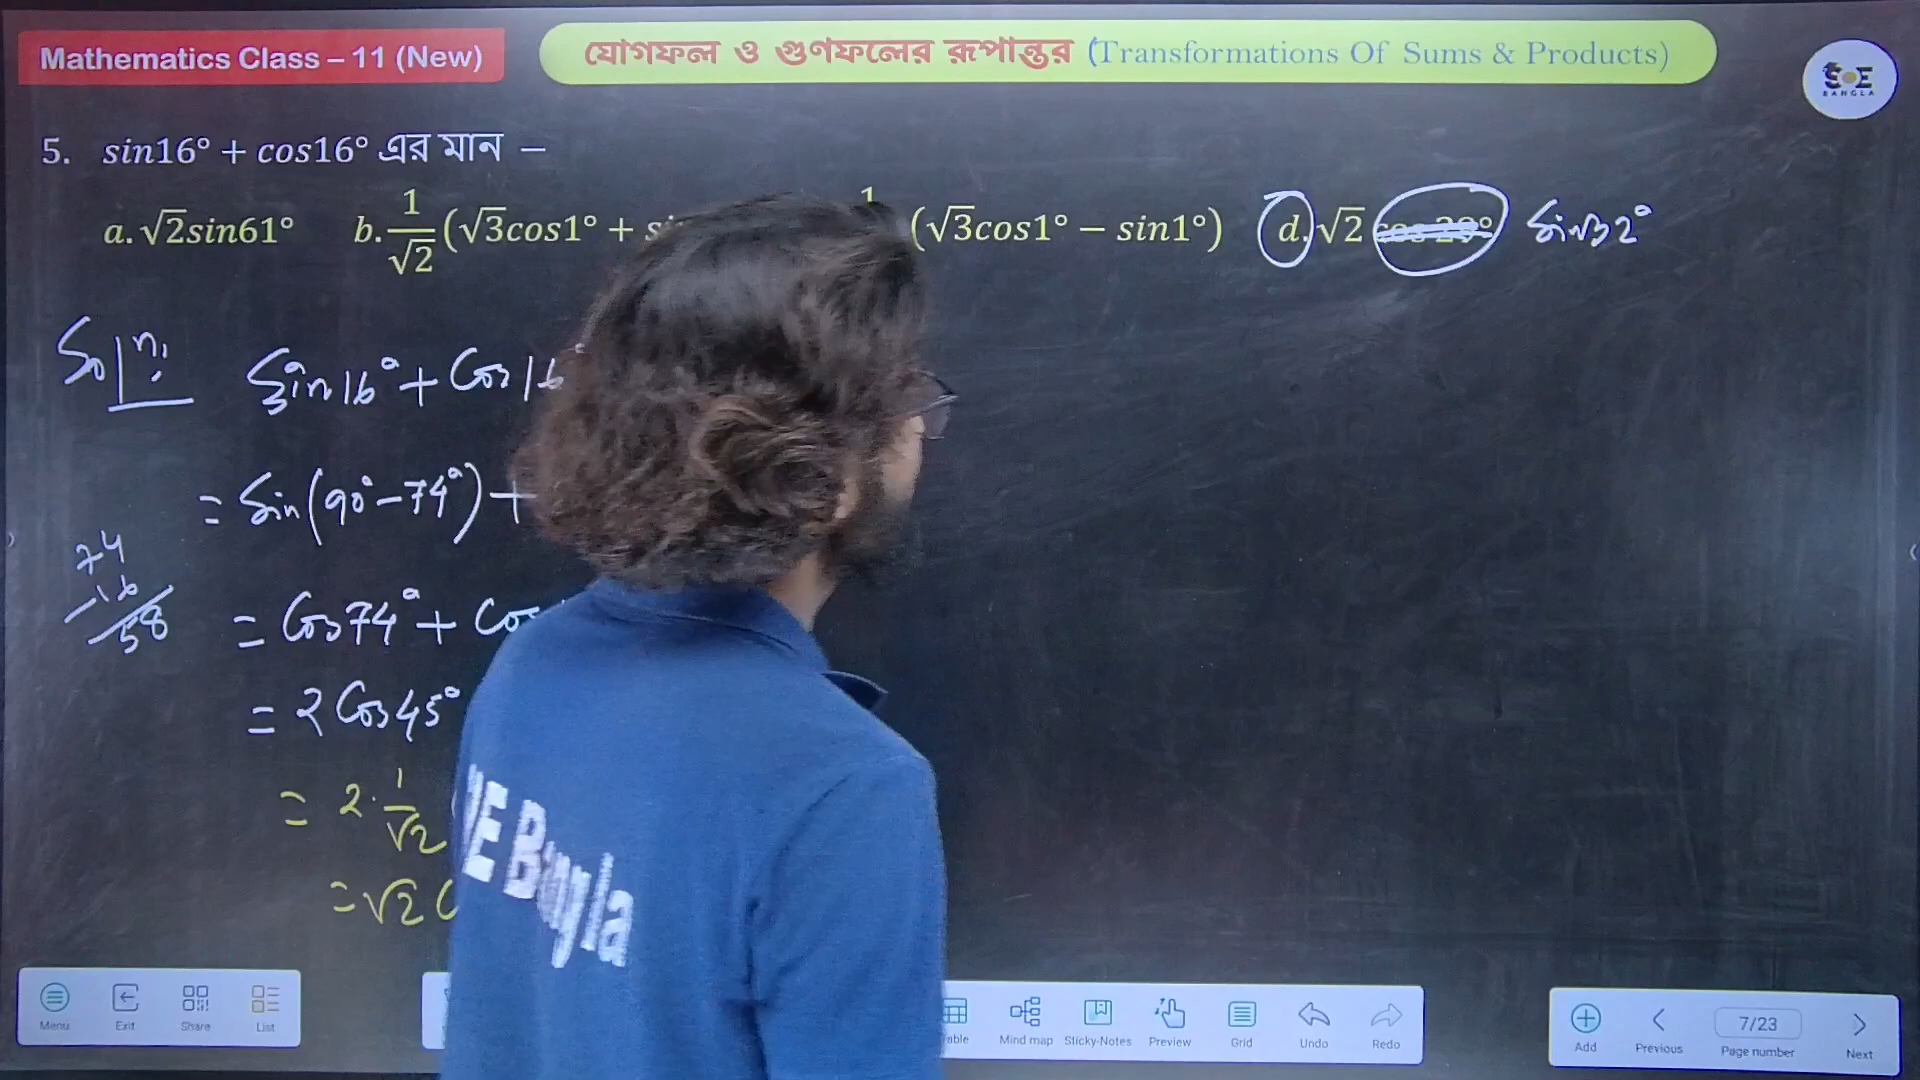 Mathematics Class – 11 (New)
যোগফল ও গুণফলের রূপান্তর (Transformations Of Sums & Products)
SOE
BANGLA
5. sin16° + cos16° এর মান –
a. √2sin61° b. 1/√2 (√3cos1° + 1 (√3cos1° – sin1°) d. √2 sin32°
Solⁿ:
sin16° + Cos16°
= sin(90° – 74°) +
74
16
58
= Cos74° + Cos
= 2 Cos45°
= 2. 1/√2
= √2 (
E Bangla
Menu Exit Share List
Mind map Sticky-Notes Preview Grid Undo Redo
Add Previous 7/23 Page number Next